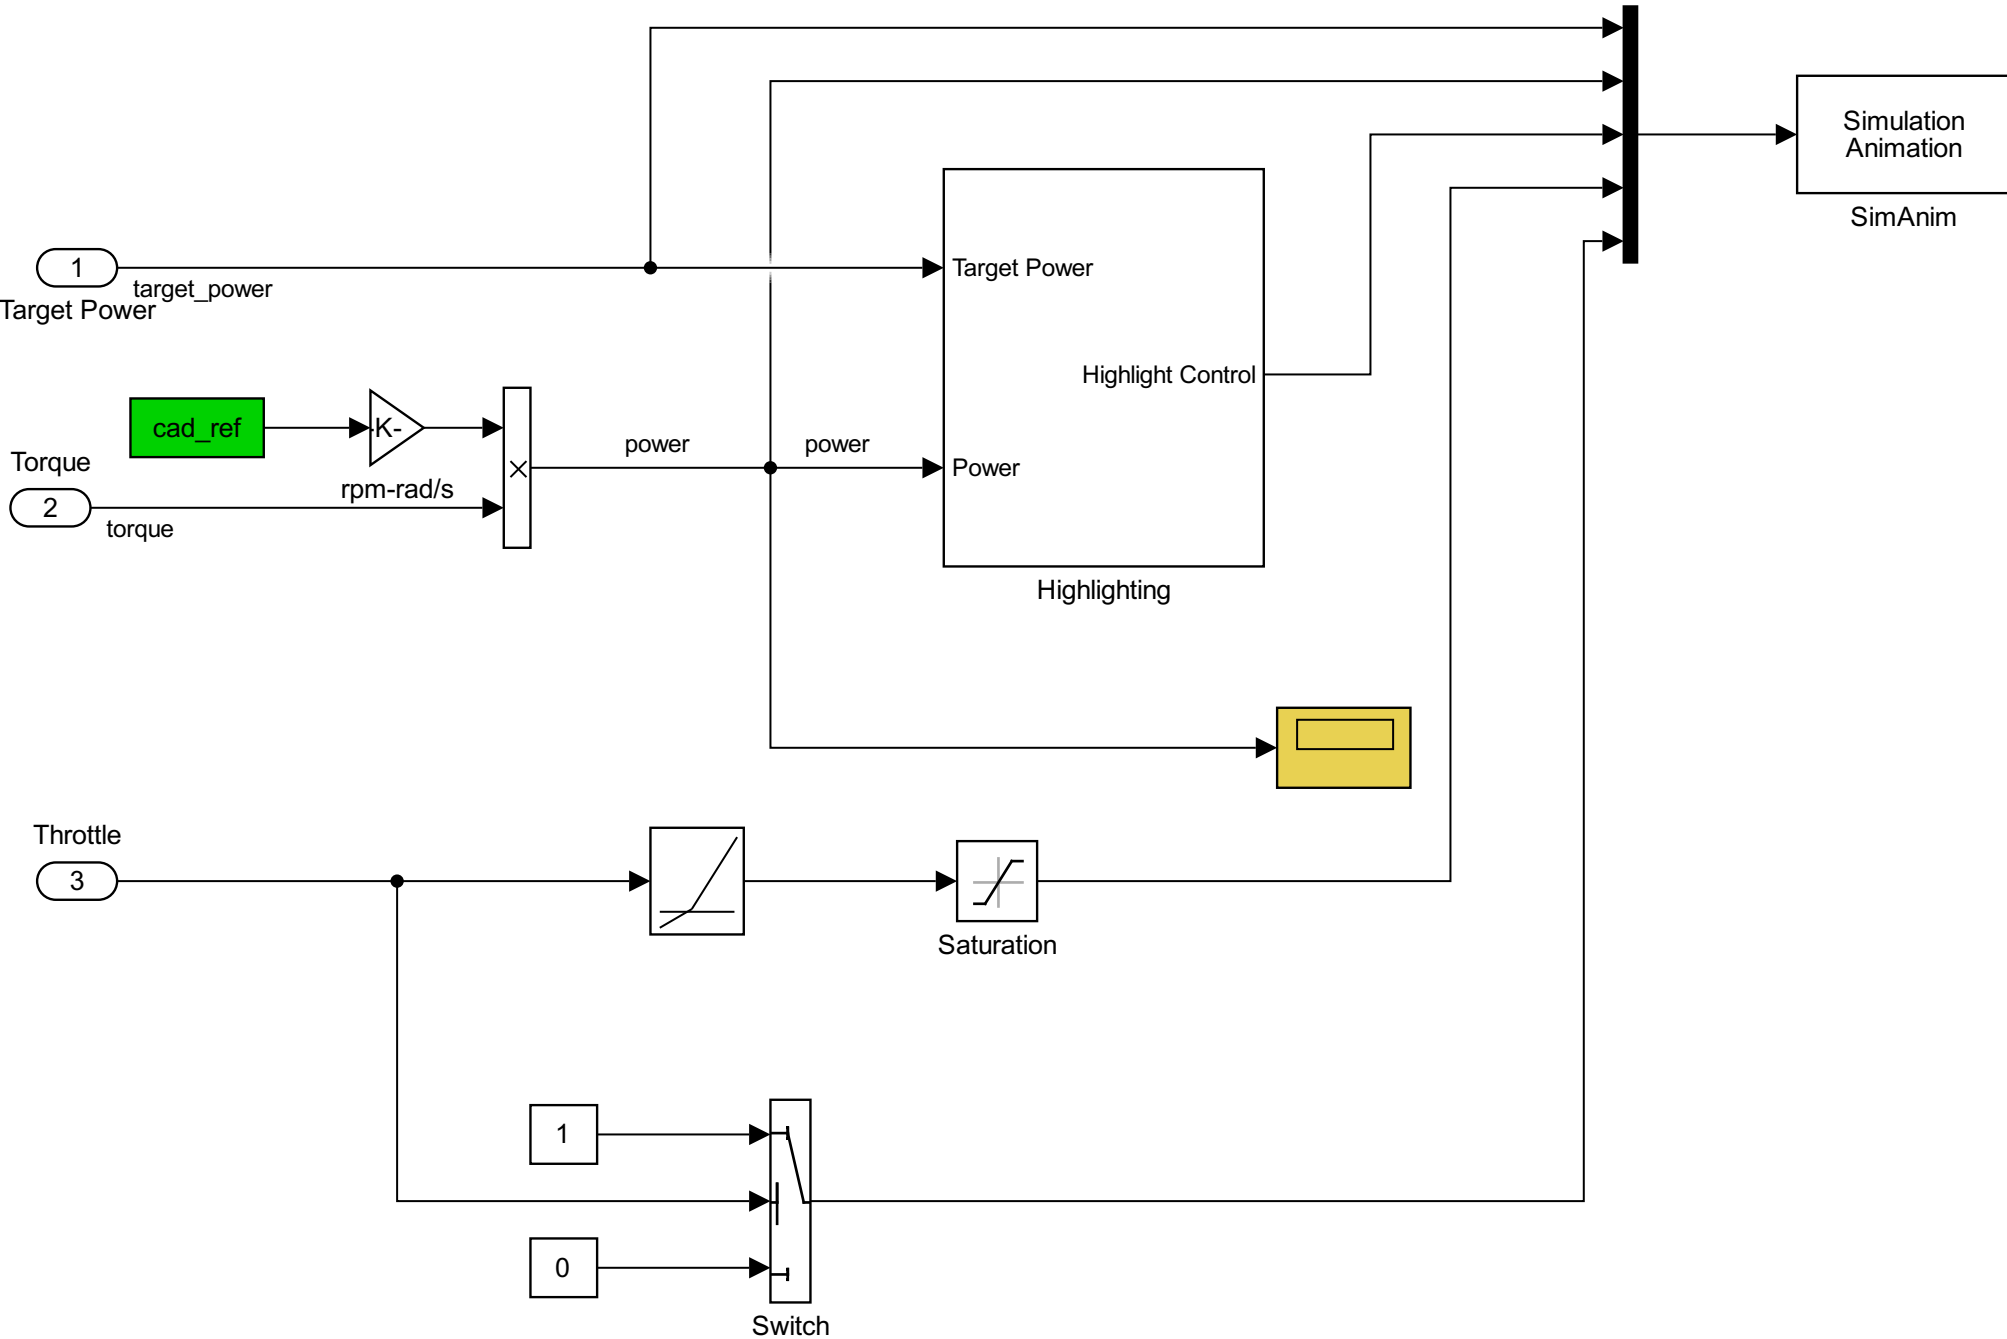 Simulation
Animation
SimAnim
1
target_power
Target Power
Target Power
Highlight Control
cad_ref
-K-
Torque
power
power
Power
2
rpm-rad/s
torque
×
Highlighting
Throttle
3
Saturation
1
0
Switch